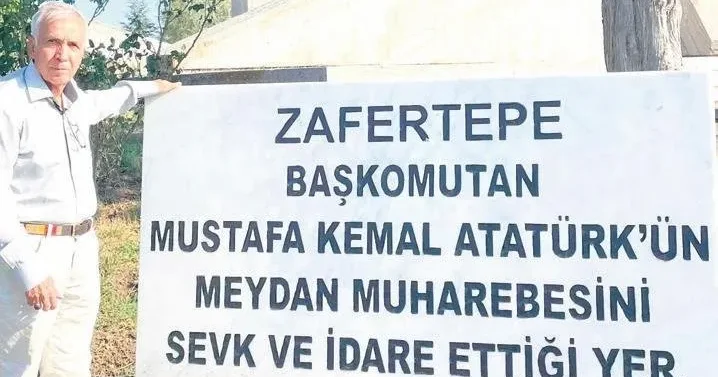 ZAFERTEPE
BAŞKOMUTAN
MUSTAFA KEMAL ATATÜRK'ÜN
MEYDAN MUHAREBESİNİ
SEVK VE İDARE ETTİĞİ YER